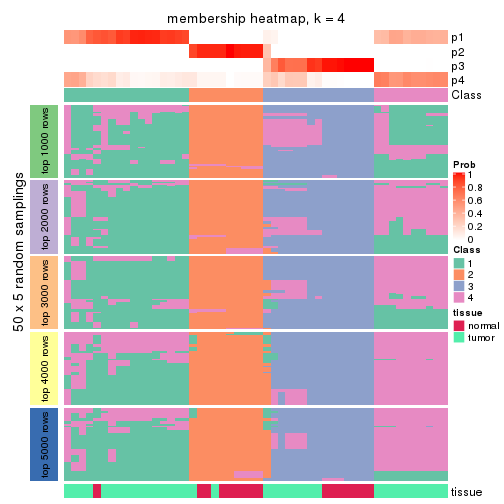 membership heatmap, k = 4
p1
p2
p3
p4
Class
50 x 5 random samplings
top 1000 rows
top 2000 rows
top 3000 rows
top 4000 rows
top 5000 rows
tissue
Prob
1
0.8
0.6
0.4
0.2
0
Class
1
2
3
4
tissue
normal
tumor